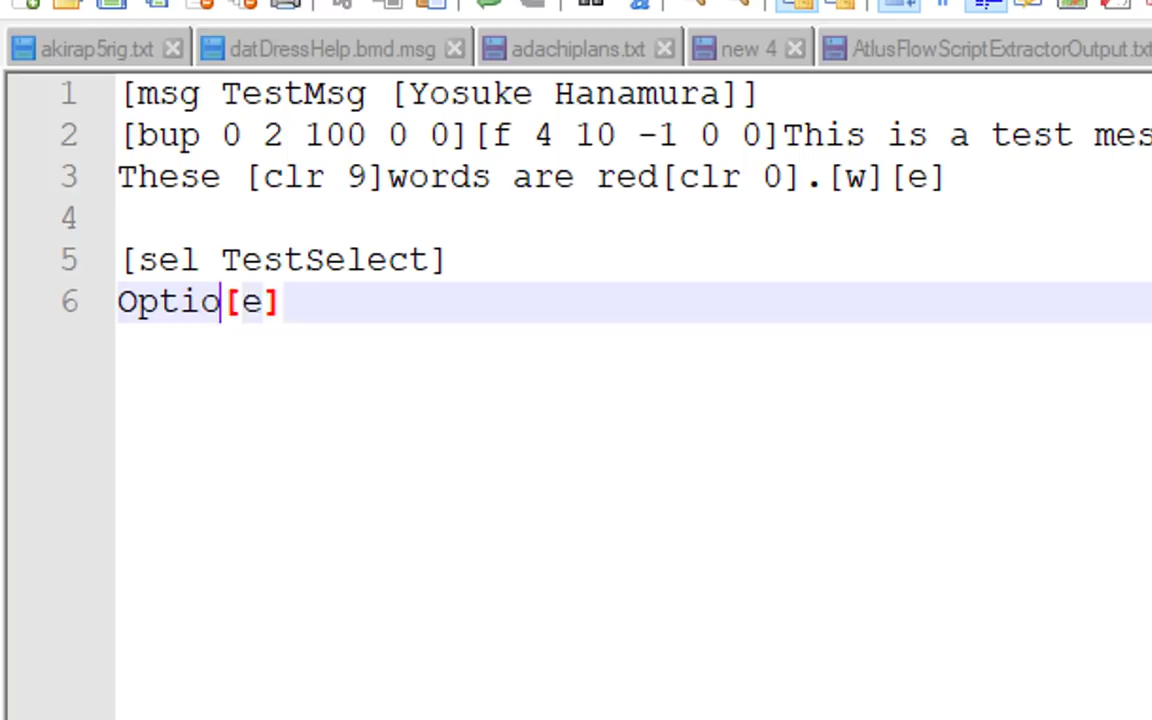 akirap5rig.txt datDressHelp.bmd.msg adachiplans.txt new 4 AtlusFlowScriptExtractorOutput.txt
1 [msg TestMsg [Yosuke Hanamura]]
2 [bup 0 2 100 0 0][f 4 10 -1 0 0]This is a test mes
3 These [clr 9]words are red[clr 0].[w][e]
4
5 [sel TestSelect]
6 Optio[e]